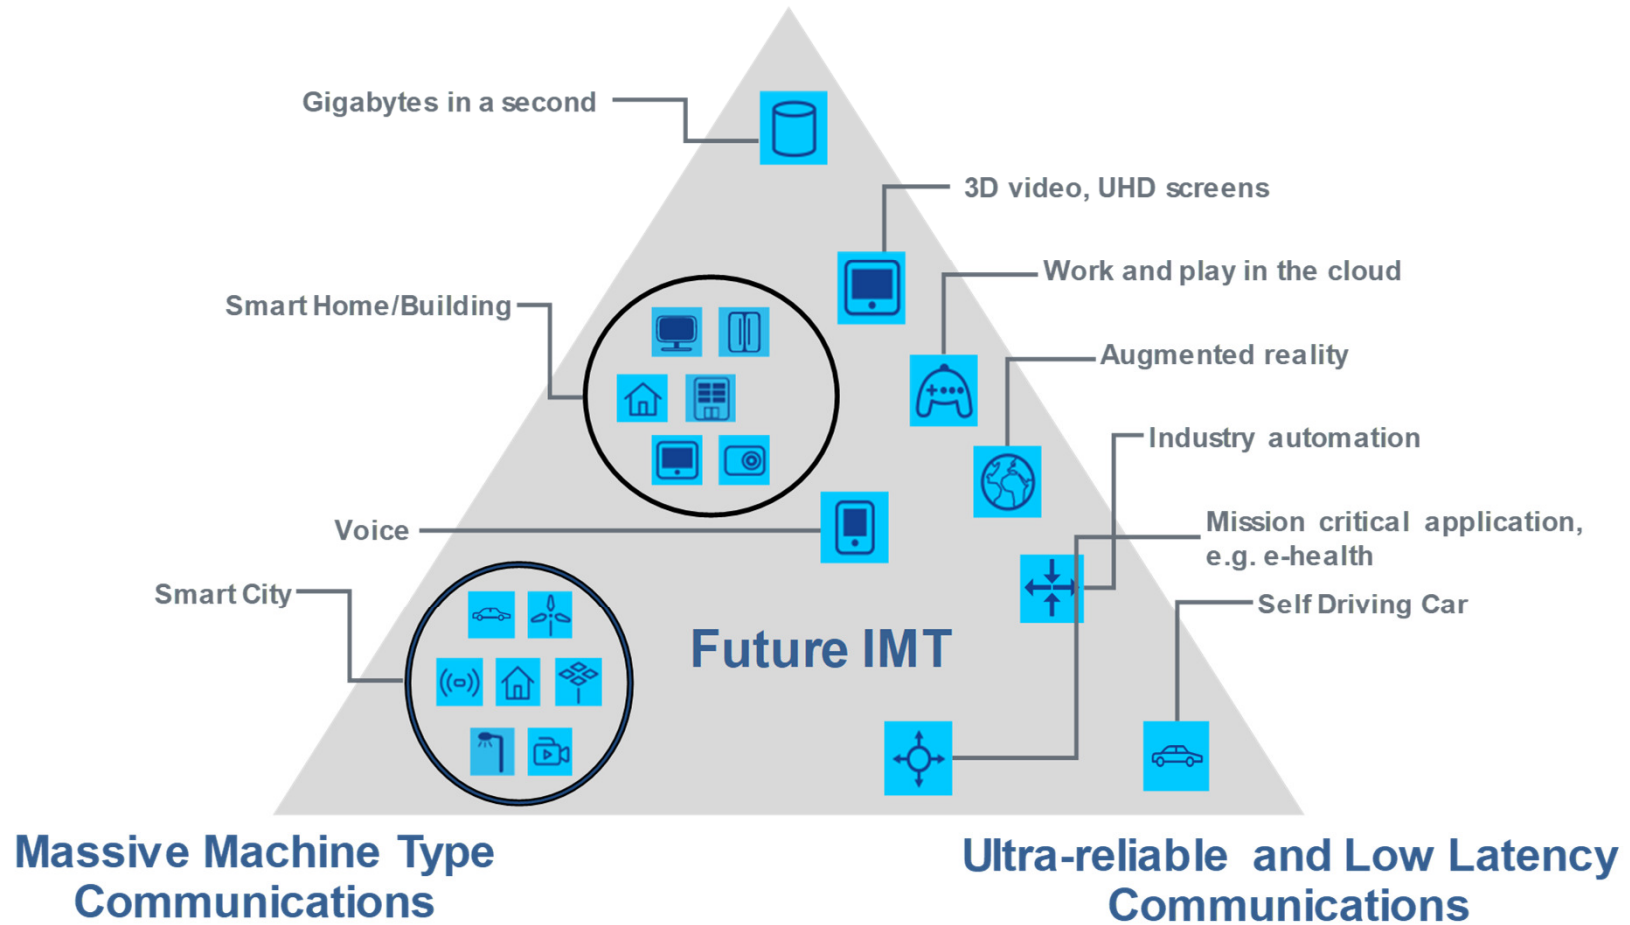 Gigabytes in a second
3D video, UHD screens
Work and play in the cloud
Smart Home/Building
Augmented reality
Industry automation
Mission critical application,
e.g. e-health
Voice
Smart City
Self Driving Car
Future IMT
Massive Machine Type
Communications
Ultra-reliable and Low Latency
Communications